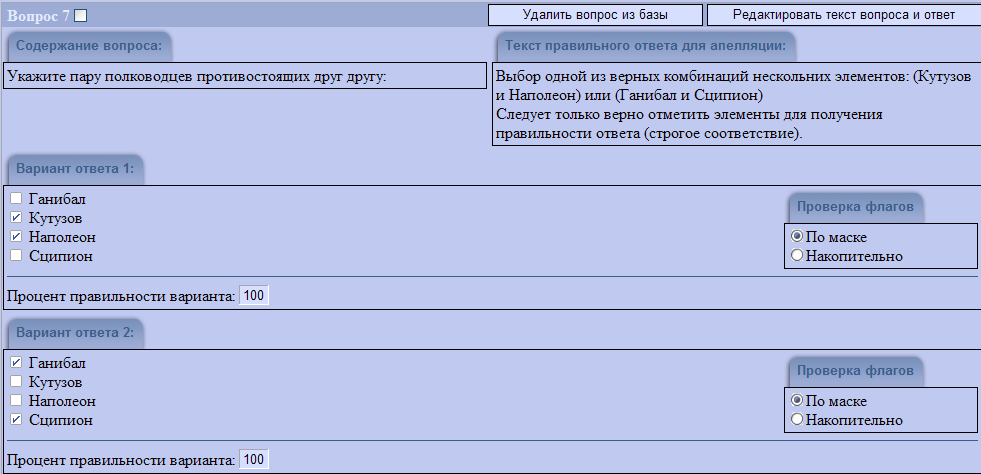 Вопрос 7
Удалить вопрос из базы
Редактировать текст вопроса и ответ
Содержание вопроса:
Текст правильного ответа для апелляции:
Укажите пару полководцев противостоящих друг другу:
Выбор одной из верных комбинаций нескольних элементов: (Кутузов
и Наполеон) или (Ганибал и Сципион)
Следует только верно отметить элементы для получения
правильности ответа (строгое соответствие).
Вариант ответа 1:
Ганибал
Кутузов
Наполеон
Сципион
Проверка флагов
По маске
Накопительно
Процент правильности варианта: 100
Вариант ответа 2:
Ганибал
Кутузов
Наполеон
Сципион
Проверка флагов
По маске
Накопительно
Процент правильности варианта: 100